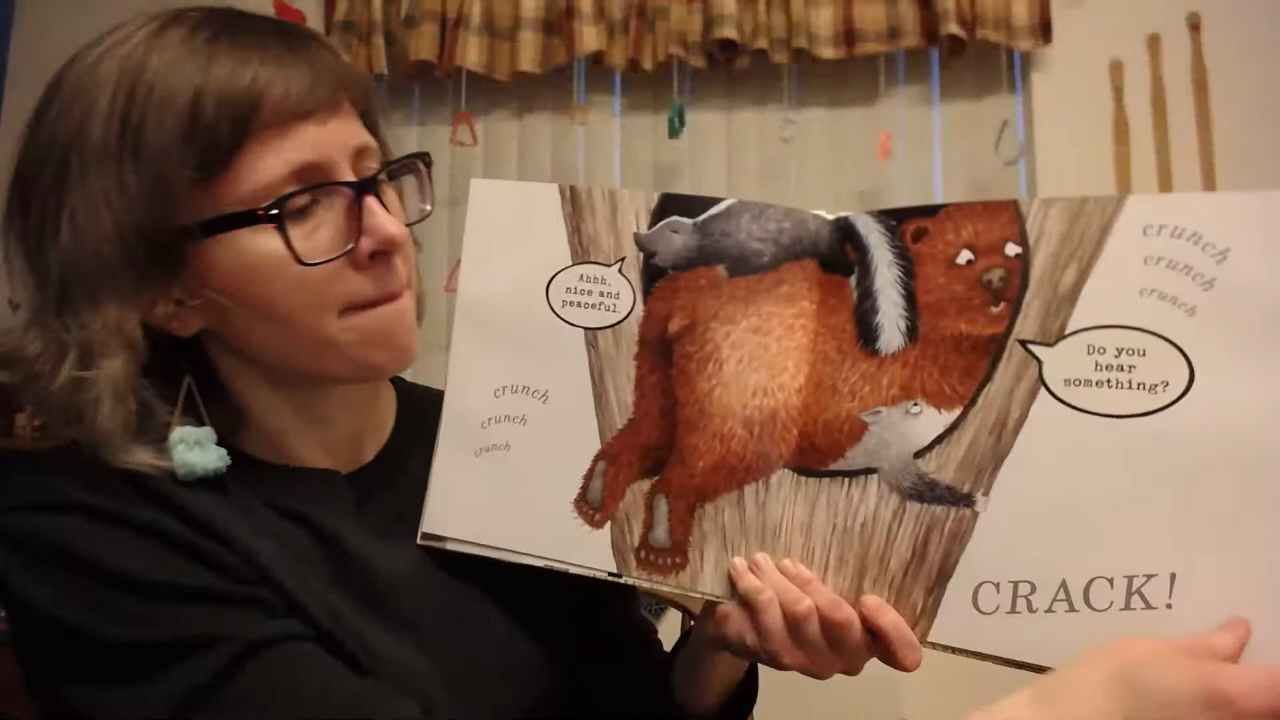 Ahhh,
nice and
peaceful.
crunch
crunch
crunch
crunch
crunch
crunch
Do you
hear
something?
CRACK!